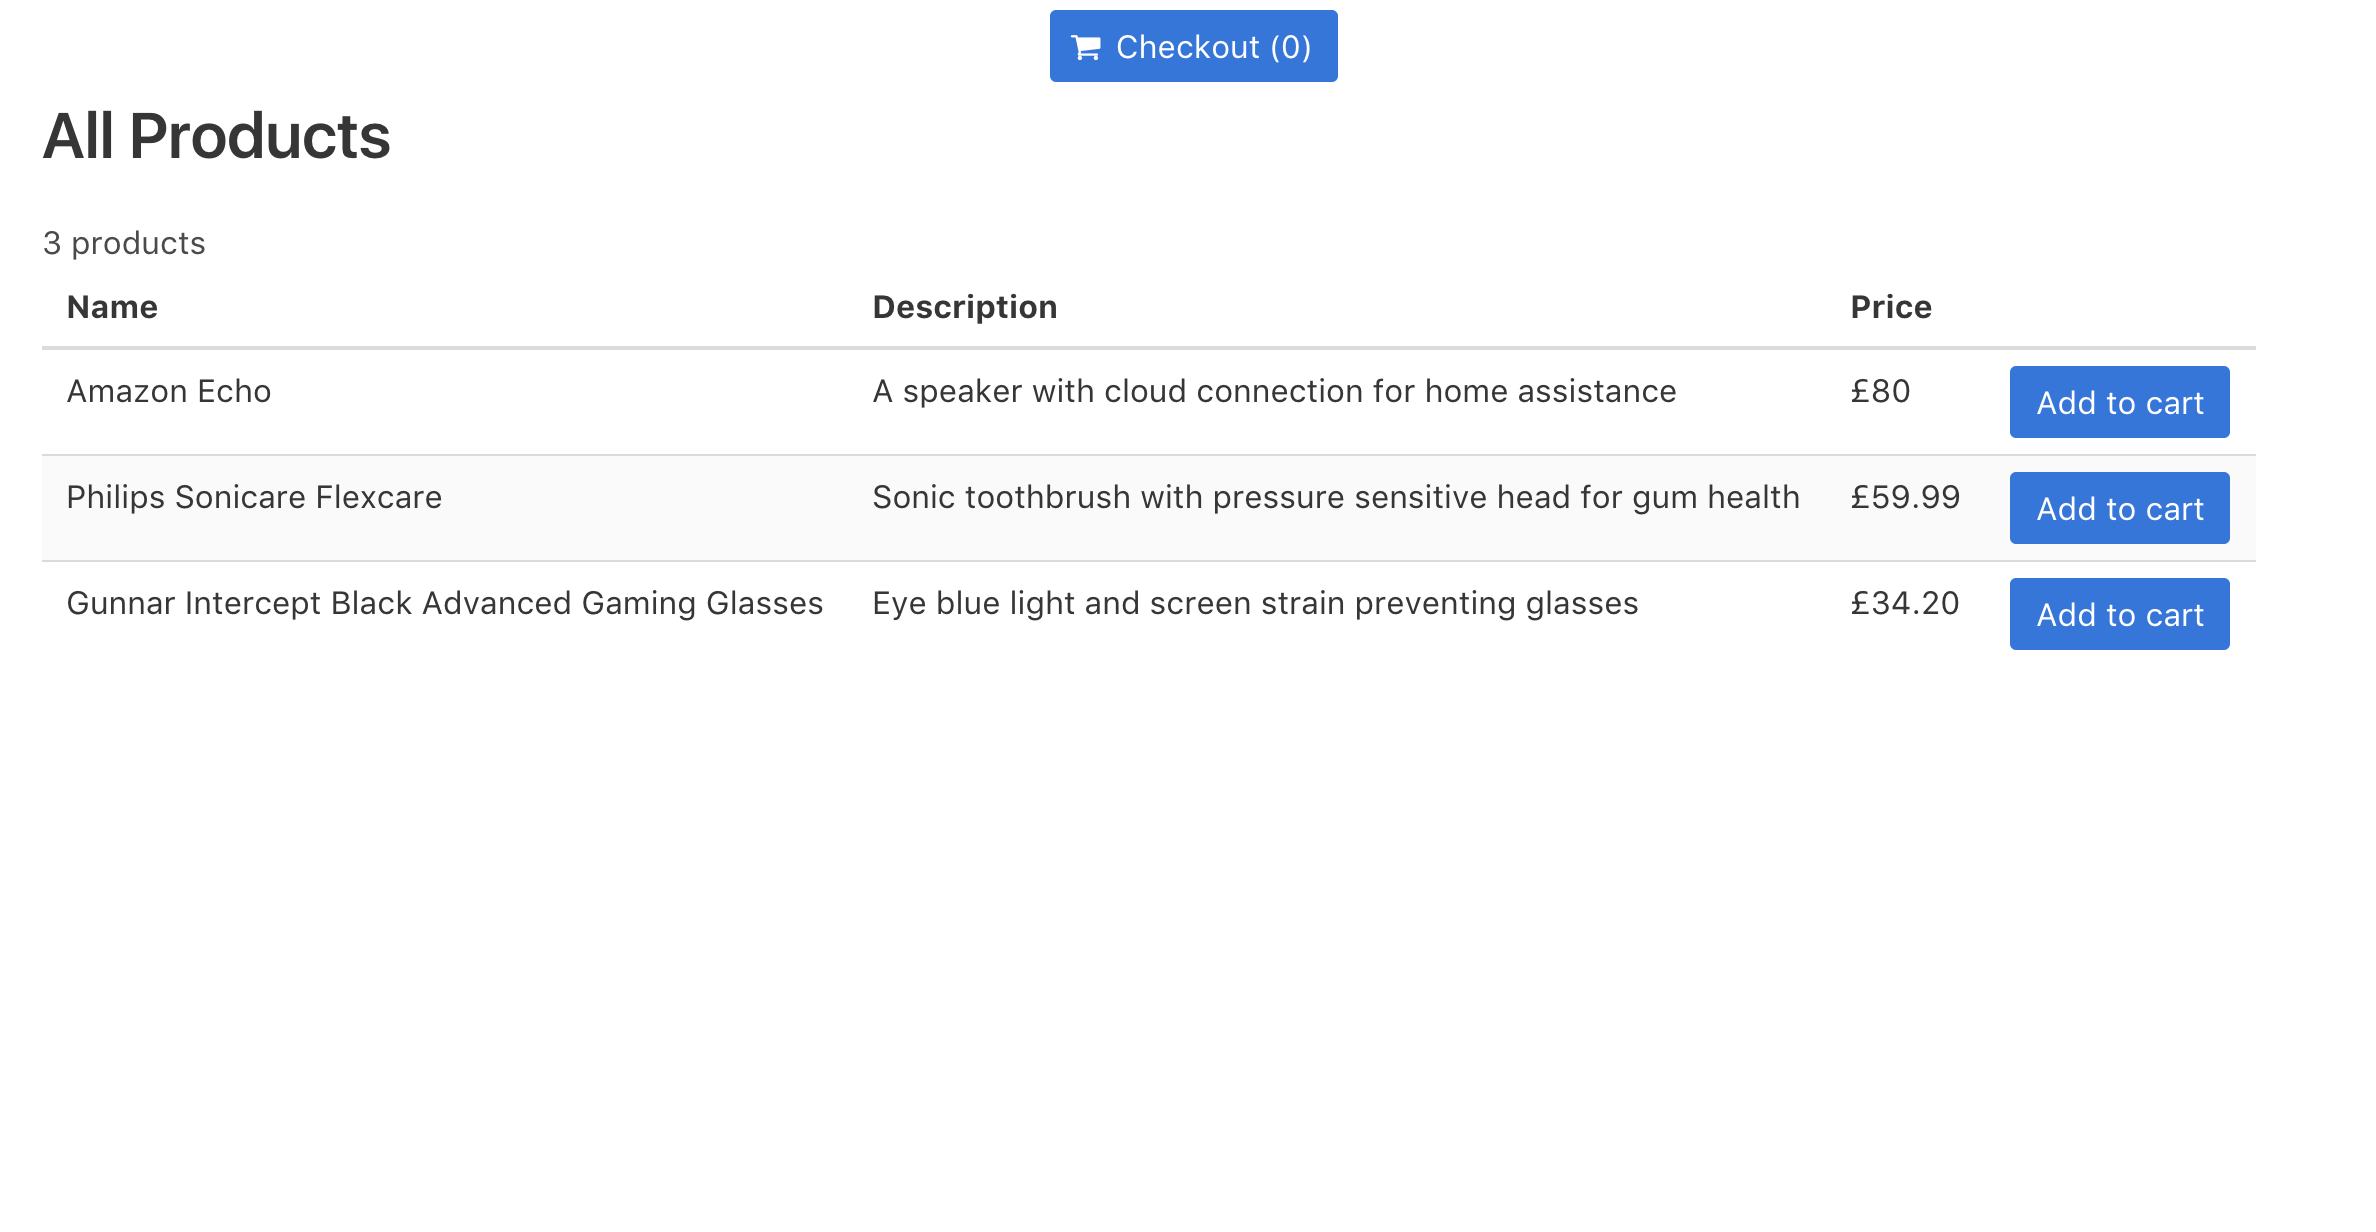 Checkout (0)
All Products
3 products
Name Description Price
Amazon Echo A speaker with cloud connection for home assistance £80 Add to cart
Philips Sonicare Flexcare Sonic toothbrush with pressure sensitive head for gum health £59.99 Add to cart
Gunnar Intercept Black Advanced Gaming Glasses Eye blue light and screen strain preventing glasses £34.20 Add to cart